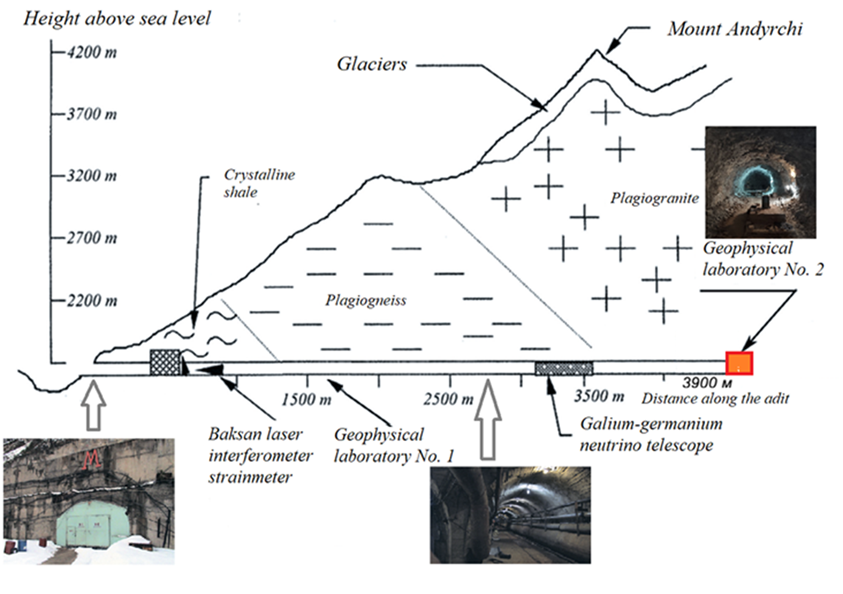 Height above sea level
Mount Andyrchi
4200 m
Glaciers
3700 m
Crystalline
shale
3200 m
Plagiogranite
2700 m
Geophysical
laboratory No. 2
2200 m
Plagiogneiss
3900 м
1500 m
2500 m
3500 m
Distance along the adit
Baksan laser
interferometer
strainmeter
Geophysical
laboratory No. 1
Galium-germanium
neutrino telescope
М